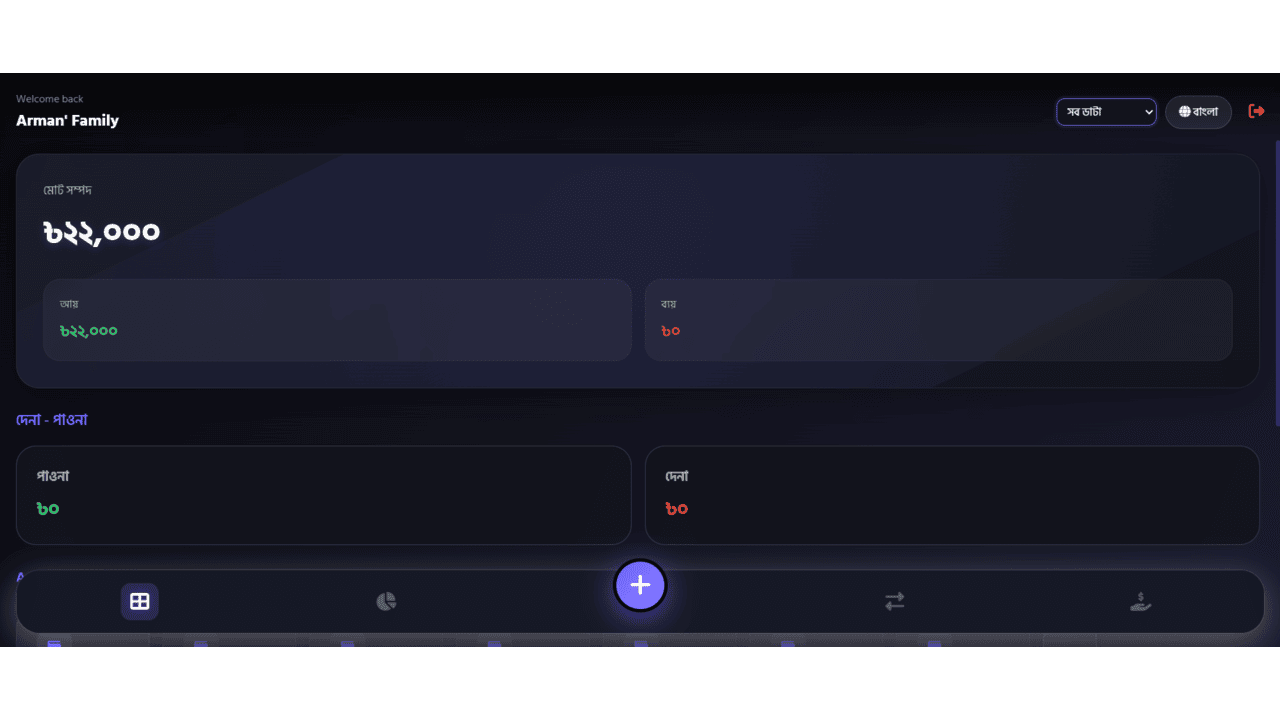 Welcome back
Arman' Family
সব ডাটা
বাংলা
মোট সম্পদ
৳২২,০০০
আয়
৳২২,০০০
ব্যয়
৳০
দেনা - পাওনা
পাওনা
৳০
দেনা
৳০